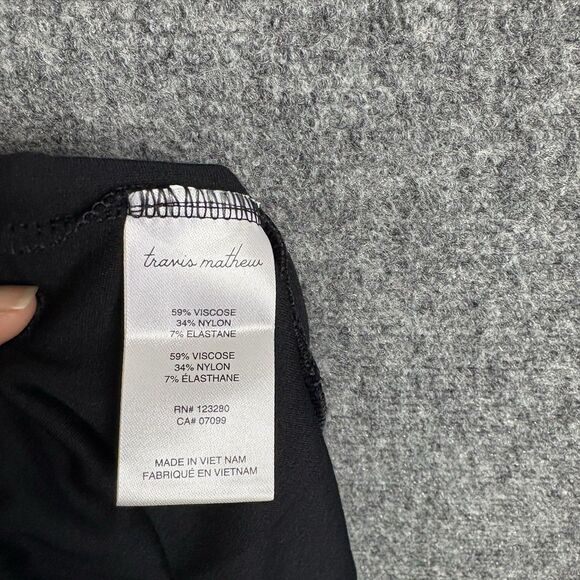 travis mathew
59% VISCOSE
34% NYLON
7% ELASTANE
59% VISCOSE
34% NYLON
7% ÉLASTHANE
RN# 123280
CA# 07099
MADE IN VIET NAM
FABRIQUÉ EN VIETNAM